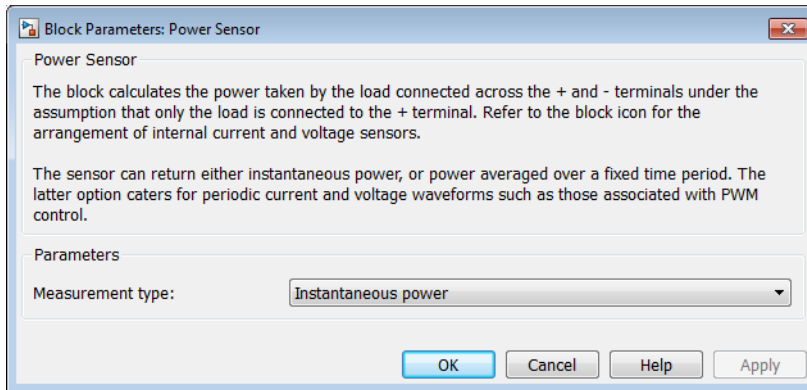 Block Parameters: Power Sensor
Power Sensor
The block calculates the power taken by the load connected across the + and - terminals under the
assumption that only the load is connected to the + terminal. Refer to the block icon for the
arrangement of internal current and voltage sensors.
The sensor can return either instantaneous power, or power averaged over a fixed time period. The
latter option caters for periodic current and voltage waveforms such as those associated with PWM
control.
Parameters
Measurement type: Instantaneous power
OK Cancel Help Apply